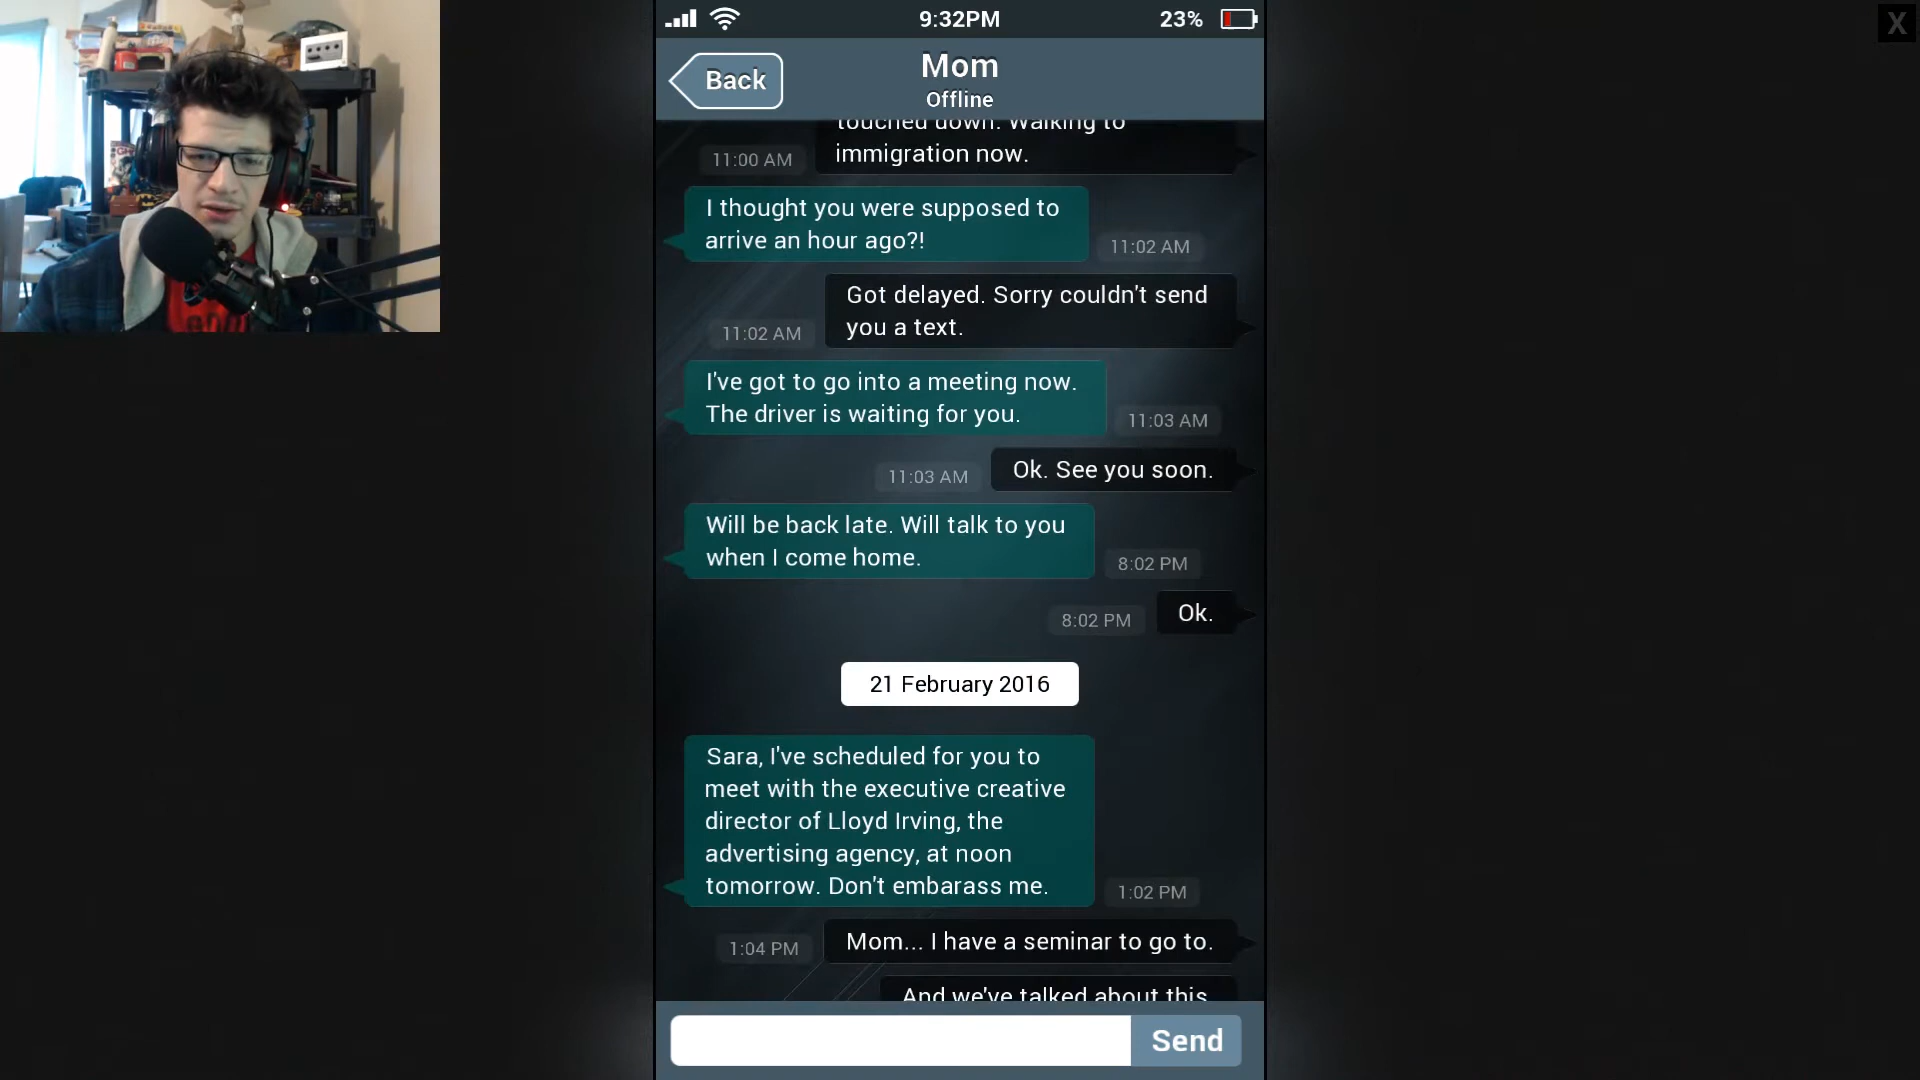 9:32PM
23%
X
Back
Mom
Offline
touched down. Walking to
immigration now.
11:00 AM
I thought you were supposed to
arrive an hour ago?!
11:02 AM
Got delayed. Sorry couldn't send
you a text.
11:02 AM
I've got to go into a meeting now.
The driver is waiting for you.
11:03 AM
Ok. See you soon.
11:03 AM
Will be back late. Will talk to you
when I come home.
8:02 PM
Ok.
8:02 PM
21 February 2016
Sara, I've scheduled for you to
meet with the executive creative
director of Lloyd Irving, the
advertising agency, at noon
tomorrow. Don't embarass me.
1:02 PM
Mom... I have a seminar to go to.
1:04 PM
And we've talked about this
Send